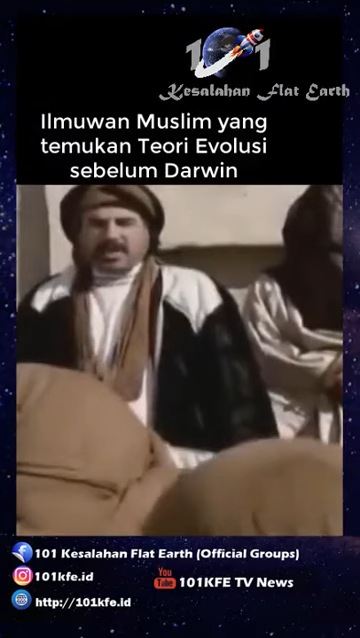 101
Kesalahan Flat Earth
Ilmuwan Muslim yang
temukan Teori Evolusi
sebelum Darwin
101 Kesalahan Flat Earth (Official Groups)
101kfe.id
You Tube 101KFE TV News
http://101kfe.id